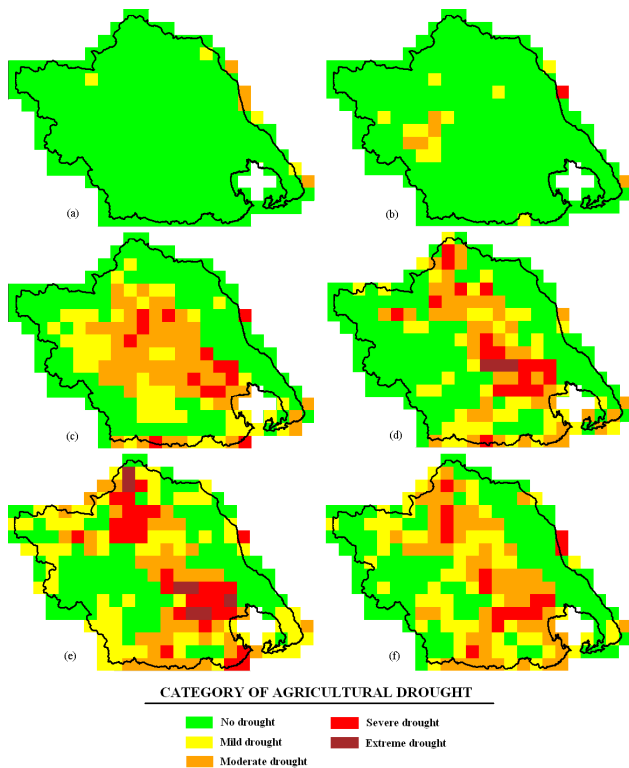 (a)
(b)
(c)
(d)
(e)
(f)
CATEGORY OF AGRICULTURAL DROUGHT
No drought
Severe drought
Mild drought
Extreme drought
Moderate drought